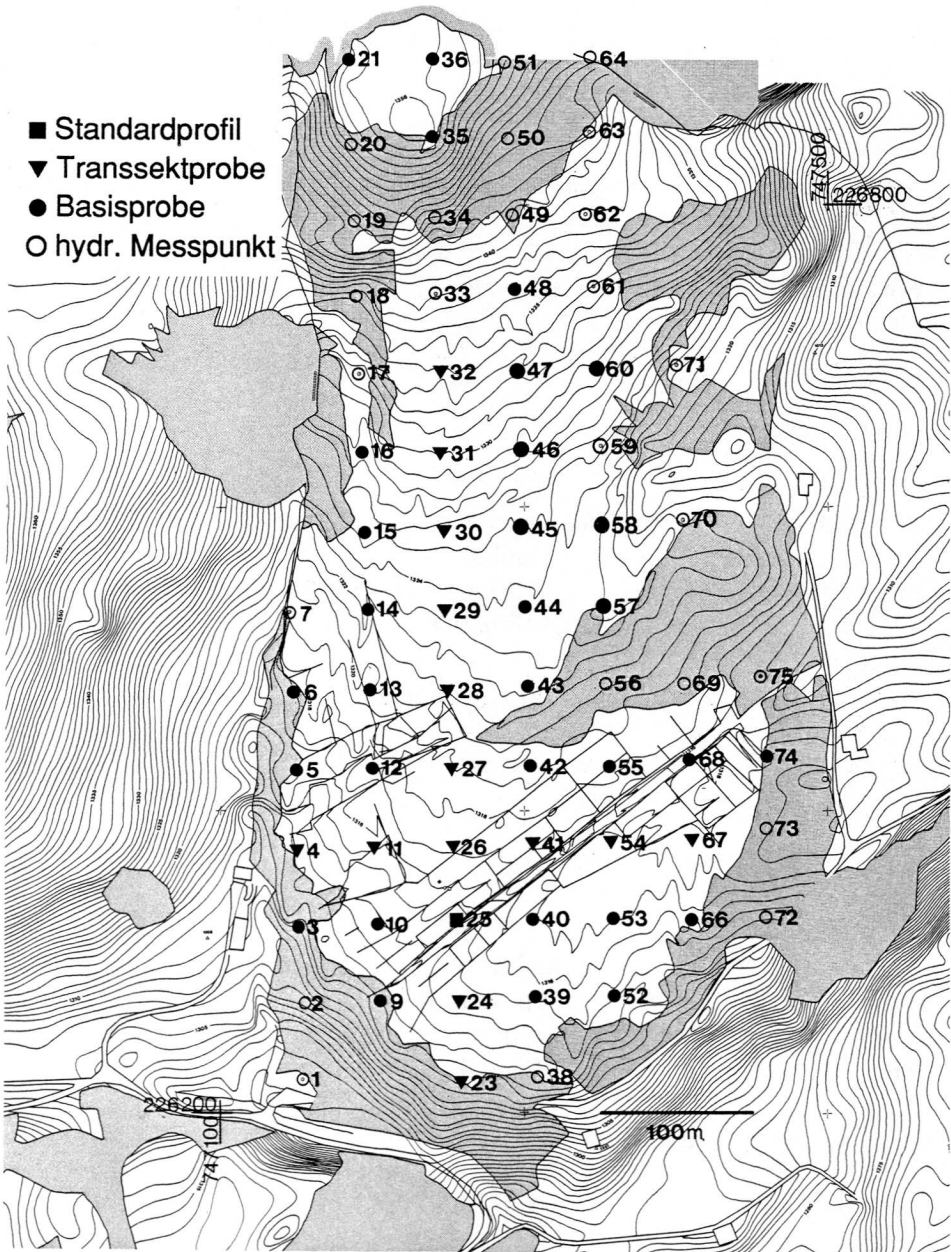 21 36 51 64
■ Standardprofil
▼ Transsektprobe
● Basisprobe
○ hydr. Messpunkt
20 35 50 63
747500
226800
19 34 49 62
18 33 48 61
17 32 47 60 71
16 31 46 59
15 30 45 58 70
7 14 29 44 57
6 13 28 43 56 69 75
5 12 27 42 55 68 74
4 11 26 41 54 67 73
3 10 25 40 53 66 72
2 9 24 39 52
1 23 38
226200
747100
100m